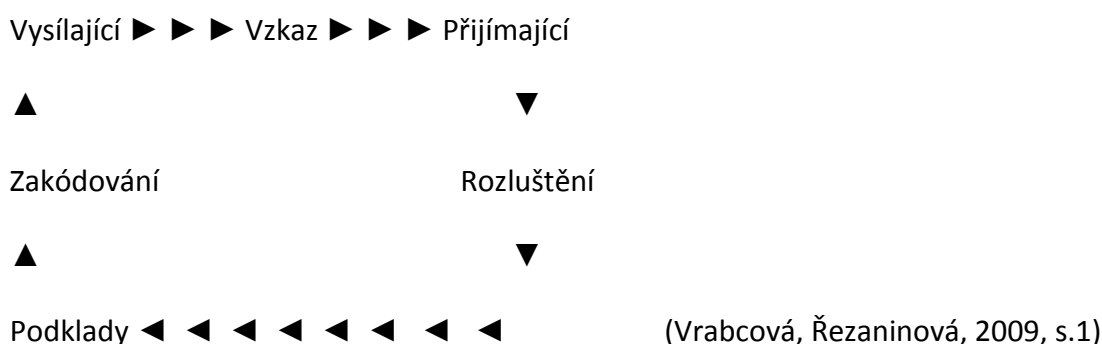 Vysílající ► ► ► Vzkaz ► ► ► Přijímající
▲ ▼
Zakódování Rozluštění
▲ ▼
Podklady ◄ ◄ ◄ ◄ ◄ ◄ ◄ ◄ (Vrabcová, Řezaninová, 2009, s.1)